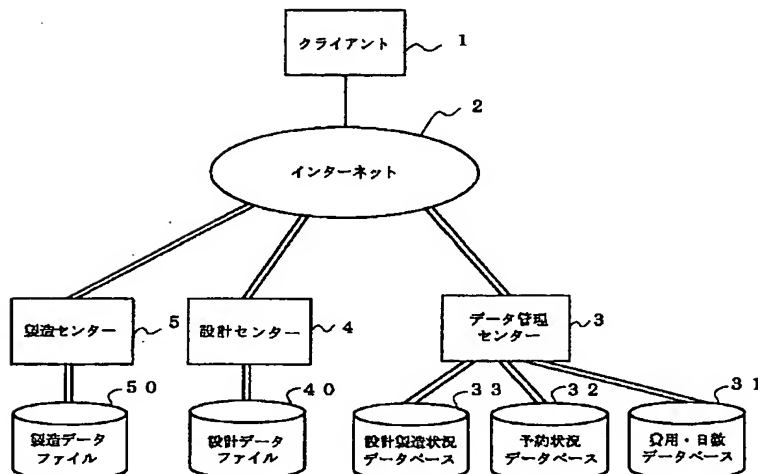 クライアント
1
2
インターネット
製造センター
5
設計センター
4
データ管理
センター
3
50
40
33
32
31
製造データ
ファイル
設計データ
ファイル
設計製造状況
データベース
予約状況
データベース
費用・日数
データベース